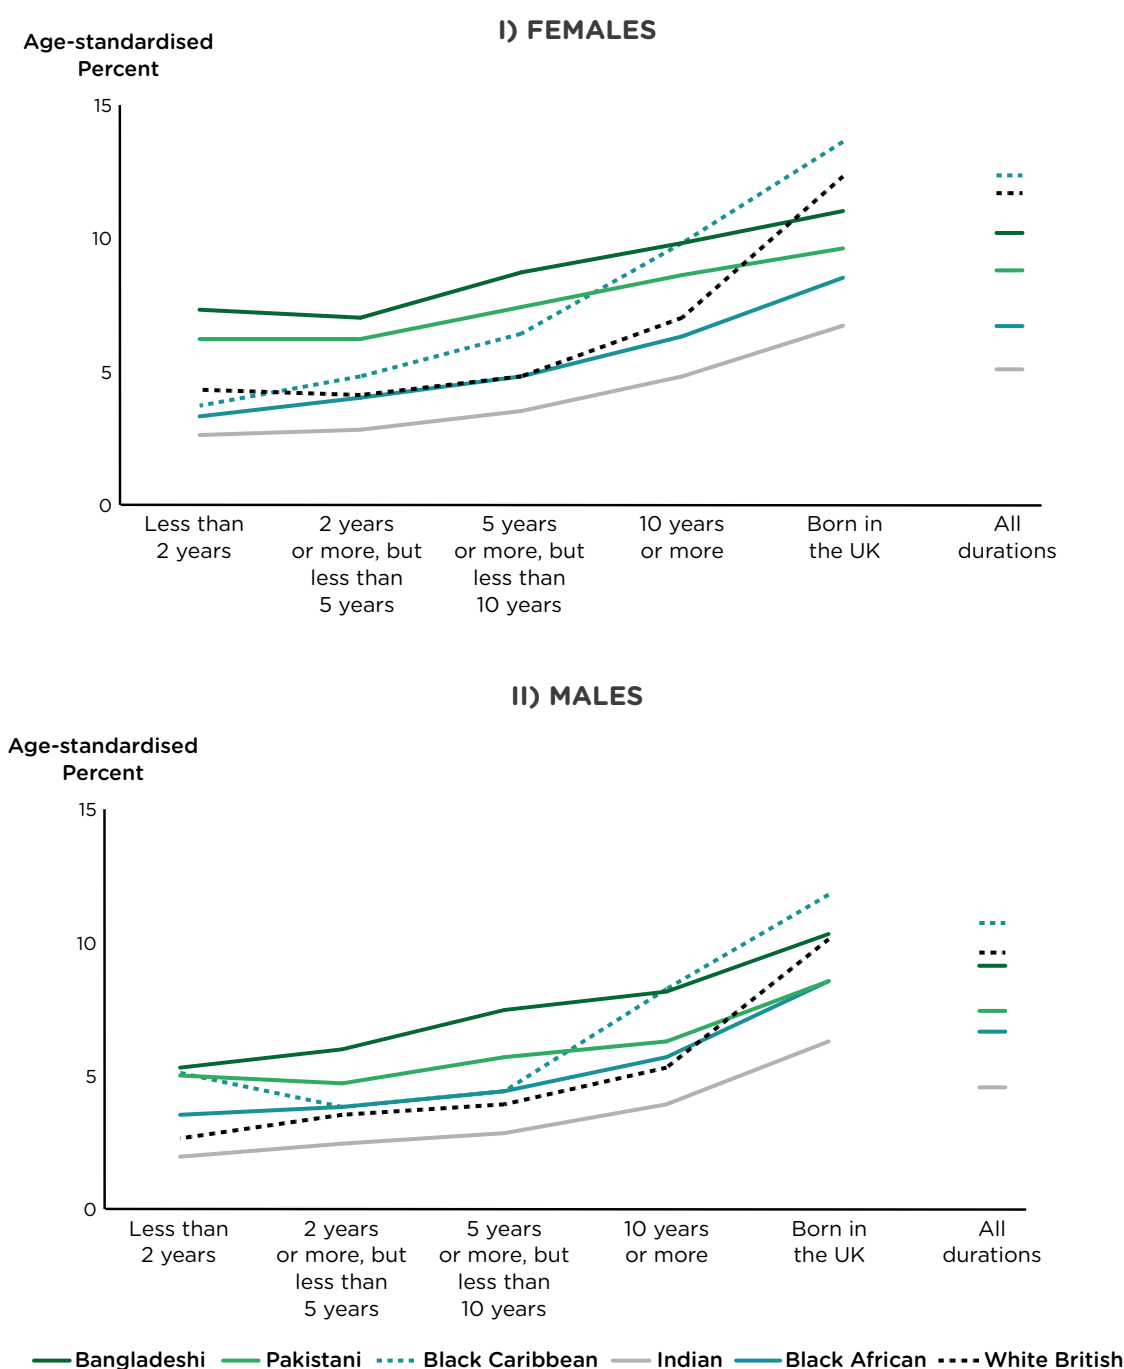 I) FEMALES
Age-standardised
Percent
15
10
5
0
Less than
2 years
2 years
or more, but
less than
5 years
5 years
or more, but
less than
10 years
10 years
or more
Born in
the UK
All
durations
II) MALES
Age-standardised
Percent
15
10
5
0
Less than
2 years
2 years
or more, but
less than
5 years
5 years
or more, but
less than
10 years
10 years
or more
Born in
the UK
All
durations
Bangladeshi Pakistani Black Caribbean Indian Black African White British